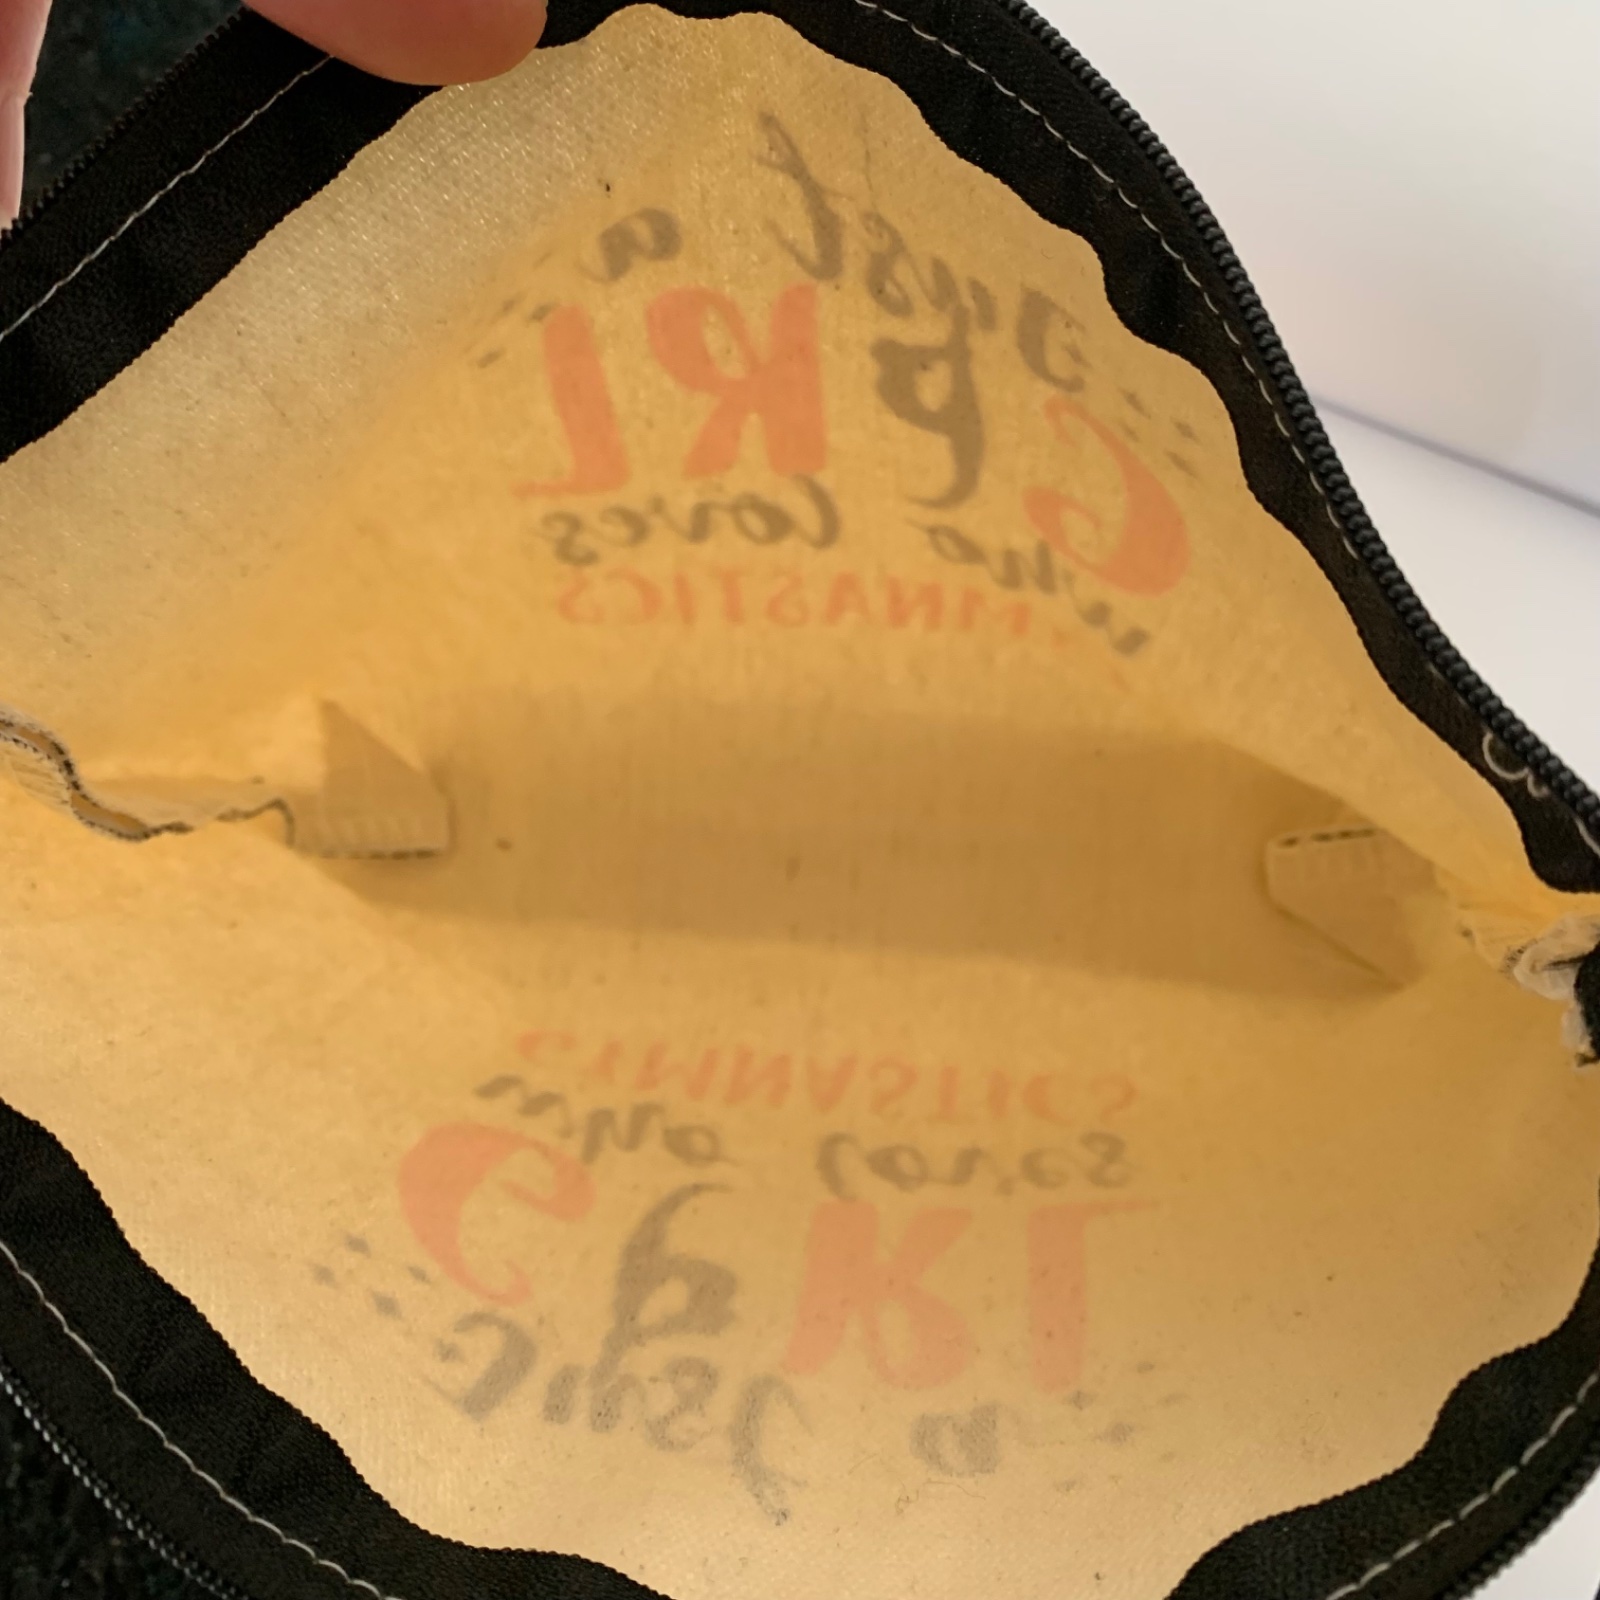 Just a
GIRL
who loves
GYMNASTICS
GYMNASTICS
who loves
GIRL
Just a